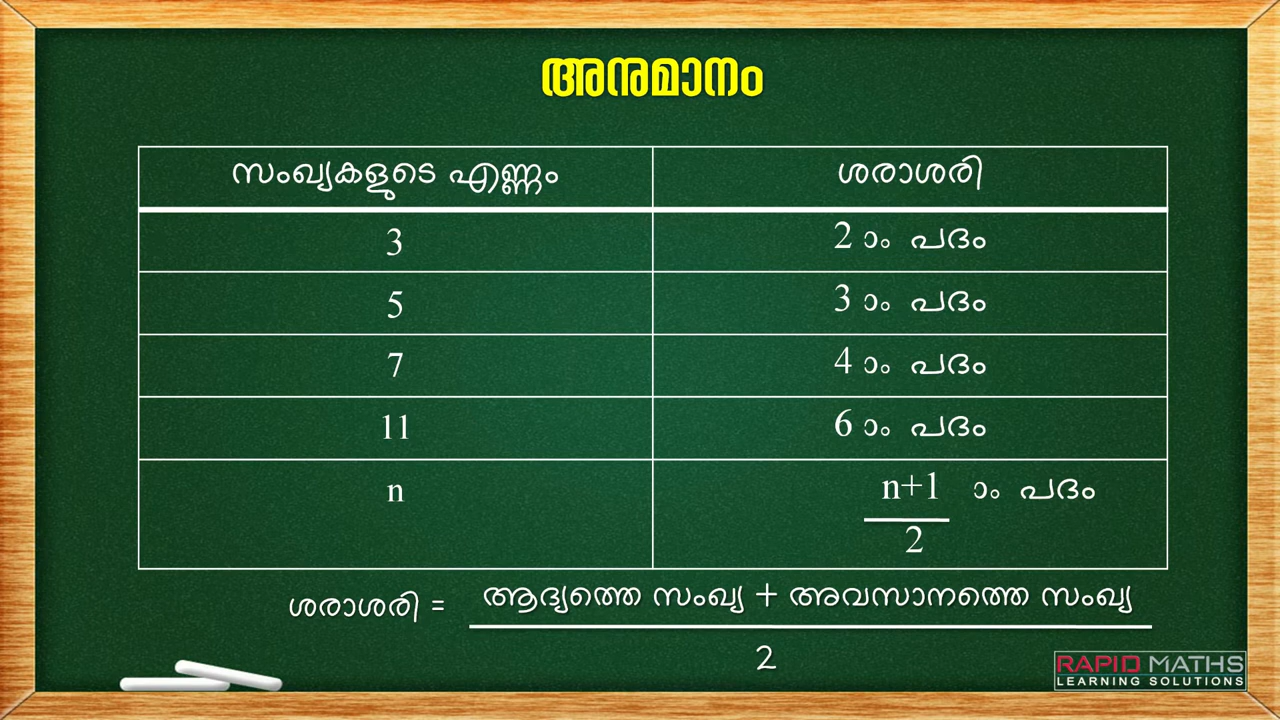 അനുമാനം
സംഖ്യകളുടെ എണ്ണം ശരാശരി
3 2 ാം പദം
5 3 ാം പദം
7 4 ാം പദം
11 6 ാം പദം
n n+1 ാം പദം
2
ആദ്യത്തെ സംഖ്യ + അവസാനത്തെ സംഖ്യ
ശരാശരി =
2
RAPID MATHS
LEARNING SOLUTIONS